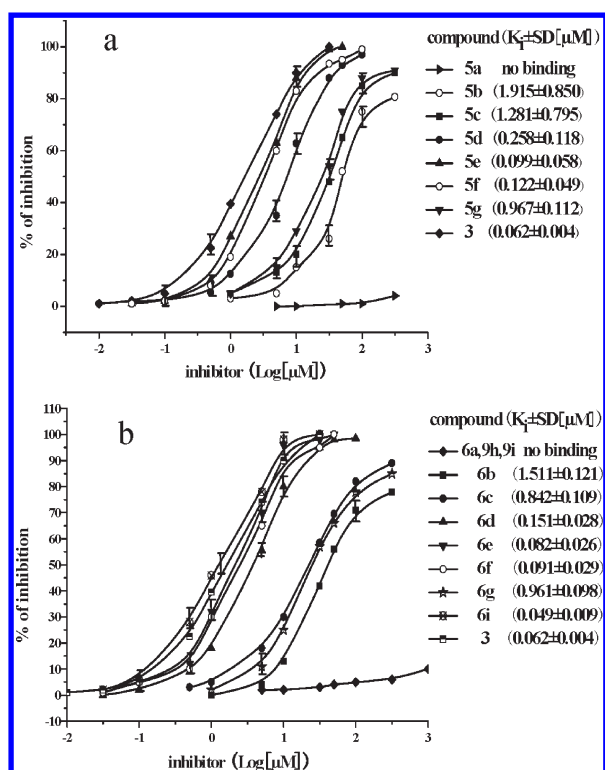 a
compound (Ki±SD[μM])
5a no binding
5b (1.915±0.850)
5c (1.281±0.795)
5d (0.258±0.118)
5e (0.099±0.058)
5f (0.122±0.049)
5g (0.967±0.112)
3 (0.062±0.004)
% of inhibition
100
80
60
40
20
0
-2 -1 0 1 2 3
inhibitor (Log[μM])
b
compound (Ki±SD[μM])
6a,9h,9i no binding
6b (1.511±0.121)
6c (0.842±0.109)
6d (0.151±0.028)
6e (0.082±0.026)
6f (0.091±0.029)
6g (0.961±0.098)
6i (0.049±0.009)
3 (0.062±0.004)
% of inhibition
110
100
90
80
70
60
50
40
30
20
10
0
-10
-2 -1 0 1 2 3
inhibitor (Log[μM])